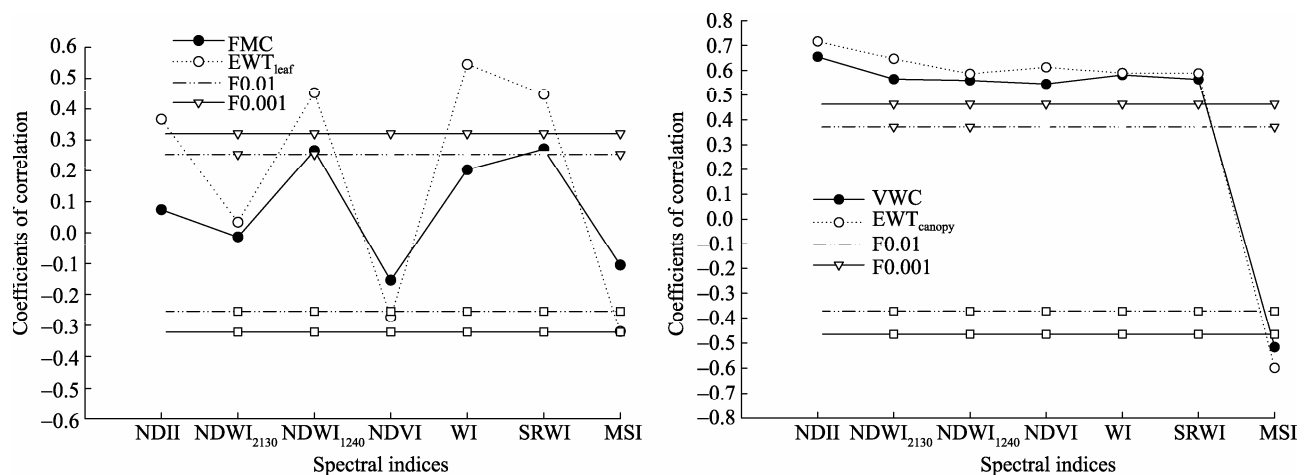 0.6
0.5
0.4
0.3
0.2
0.1
0.0
–0.1
–0.2
–0.3
–0.4
–0.5
–0.6
Coefficients of correlation
FMC
EWTleaf
F0.01
F0.001
NDII NDWI2130 NDWI1240 NDVI WI SRWI MSI
Spectral indices
0.8
0.7
0.6
0.5
0.4
0.3
0.2
0.1
0.0
–0.1
–0.2
–0.3
–0.4
–0.5
–0.6
–0.7
–0.8
Coefficients of correlation
VWC
EWTcanopy
F0.01
F0.001
NDII NDWI2130 NDWI1240 NDVI WI SRWI MSI
Spectral indices